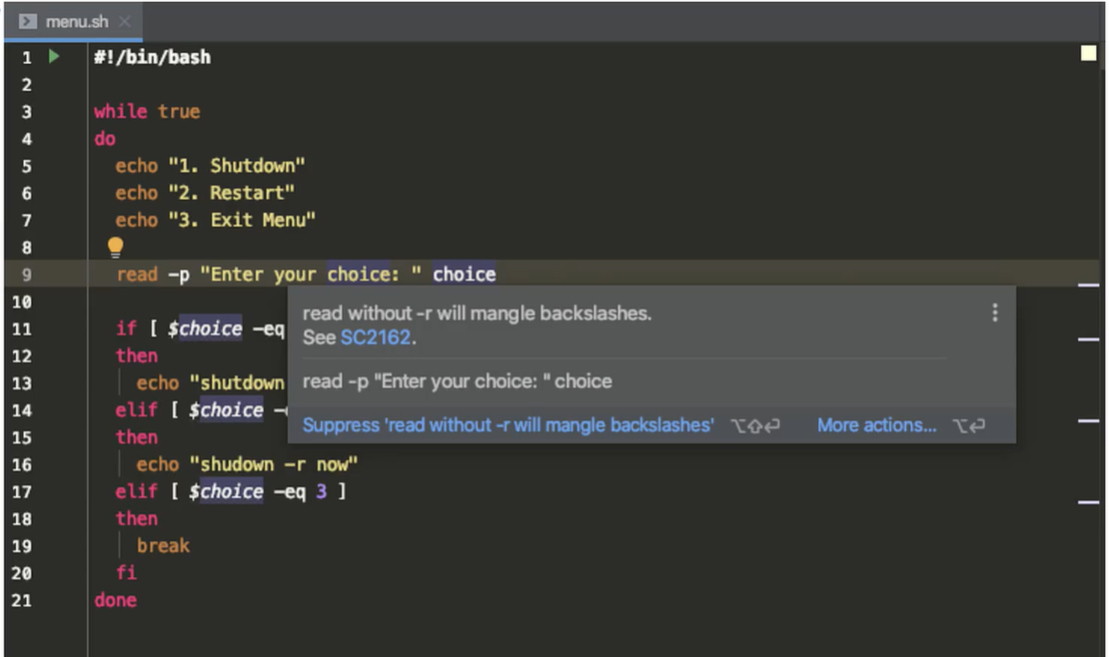 menu.sh
1 #!/bin/bash
2
3 while true
4 do
5 echo "1. Shutdown"
6 echo "2. Restart"
7 echo "3. Exit Menu"
8
9 read -p "Enter your choice: " choice
10
11 if [ $choice -eq
12 then
13 echo "shutdown
14 elif [ $choice -
15 then
16 echo "shudown -r now"
17 elif [ $choice -eq 3 ]
18 then
19 break
20 fi
21 done
read without -r will mangle backslashes.
See SC2162.
read -p "Enter your choice: " choice
Suppress 'read without -r will mangle backslashes' ⌥⇧⏎ More actions... ⌥⏎